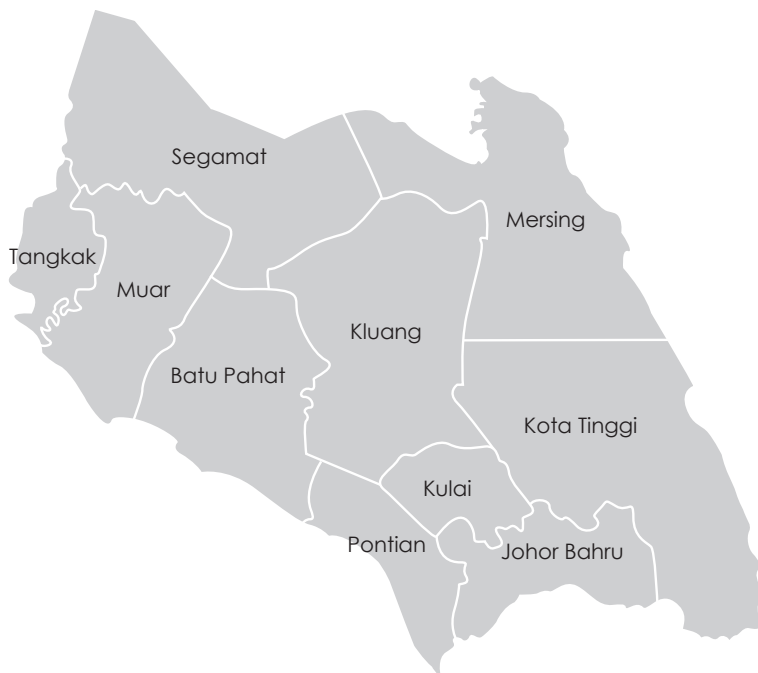 Segamat
Mersing
Tangkak
Muar
Kluang
Batu Pahat
Kota Tinggi
Kulai
Pontian
Johor Bahru